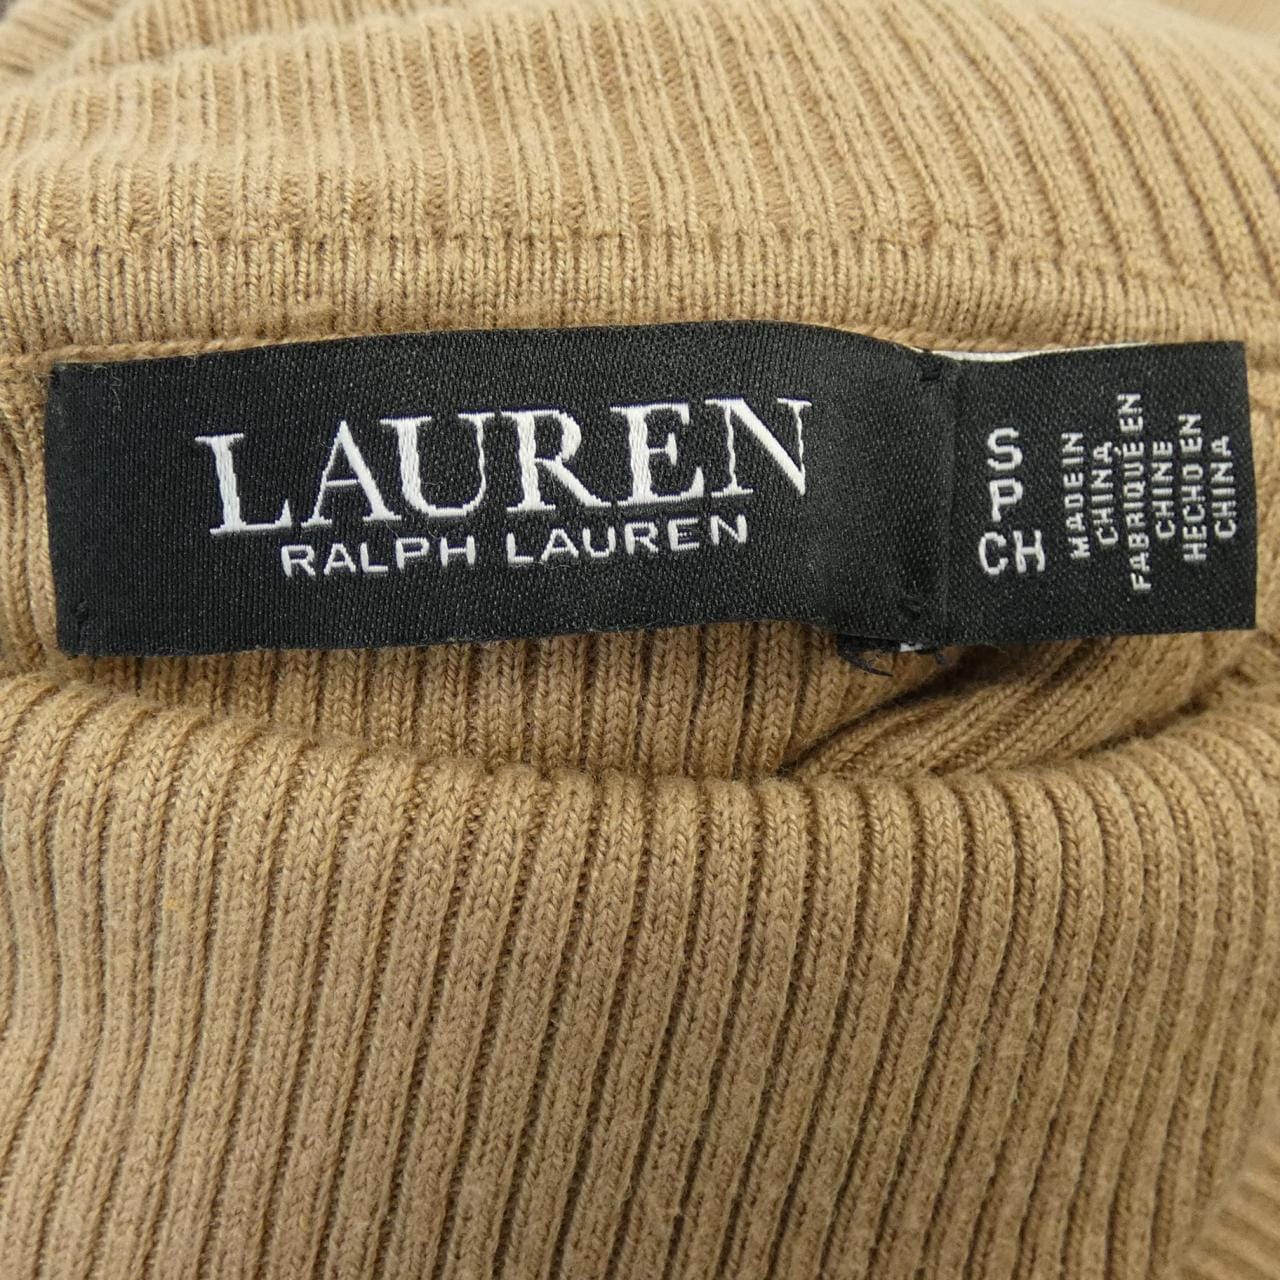 LAUREN
RALPH LAUREN
S
P
CH
MADE IN
CHINA
FABRIQUÉ EN
CHINE
HECHO EN
CHINA